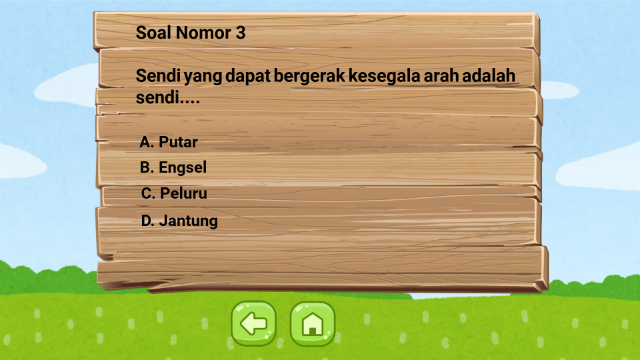 Soal Nomor 3
Sendi yang dapat bergerak kesegala arah adalah
sendi....
A. Putar
B. Engsel
C. Peluru
D. Jantung